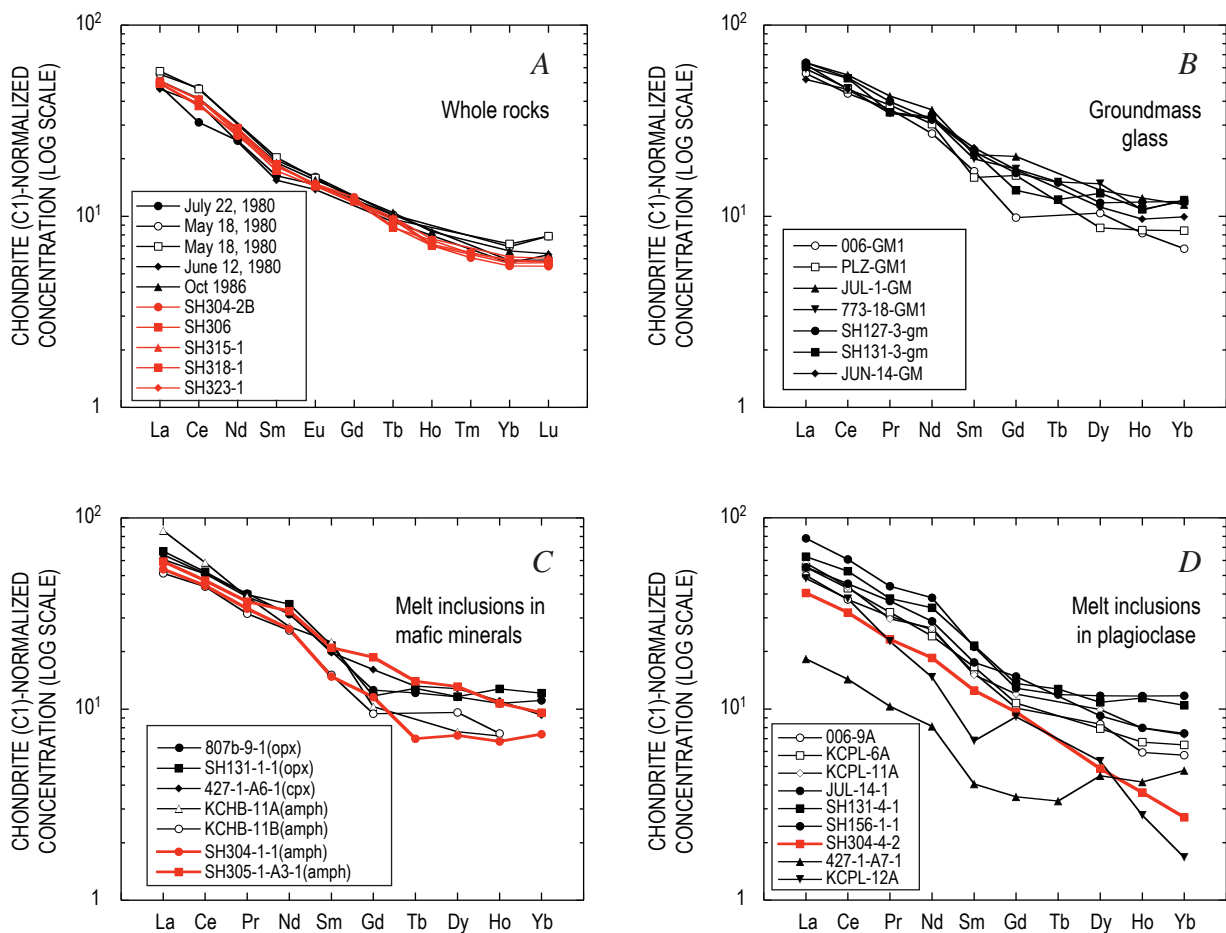 CHONDRITE (C1)-NORMALIZED
CONCENTRATION (LOG SCALE)
10²
10¹
1
A
Whole rocks
July 22, 1980
May 18, 1980
May 18, 1980
June 12, 1980
Oct 1986
SH304-2B
SH306
SH315-1
SH318-1
SH323-1
La Ce Nd Sm Eu Gd Tb Ho Tm Yb Lu
CHONDRITE (C1)-NORMALIZED
CONCENTRATION (LOG SCALE)
10²
10¹
1
B
Groundmass
glass
006-GM1
PLZ-GM1
JUL-1-GM
773-18-GM1
SH127-3-gm
SH131-3-gm
JUN-14-GM
La Ce Pr Nd Sm Gd Tb Dy Ho Yb
CHONDRITE (C1)-NORMALIZED
CONCENTRATION (LOG SCALE)
10²
10¹
1
C
Melt inclusions in
mafic minerals
807b-9-1(opx)
SH131-1-1(opx)
427-1-A6-1(cpx)
KCHB-11A(amph)
KCHB-11B(amph)
SH304-1-1(amph)
SH305-1-A3-1(amph)
La Ce Pr Nd Sm Gd Tb Dy Ho Yb
CHONDRITE (C1)-NORMALIZED
CONCENTRATION (LOG SCALE)
10²
10¹
1
D
Melt inclusions
in plagioclase
006-9A
KCPL-6A
KCPL-11A
JUL-14-1
SH131-4-1
SH156-1-1
SH304-4-2
427-1-A7-1
KCPL-12A
La Ce Pr Nd Sm Gd Tb Dy Ho Yb